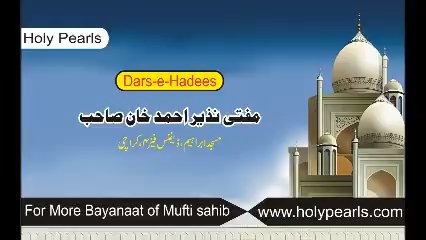 Holy Pearls
Dars-e-Hadees
مفتی نذیر احمد خان صاحب
مسجد ابراہیم، ڈیفنس فیز ۴، کراچی
For More Bayanaat of Mufti sahib
www.holypearls.com